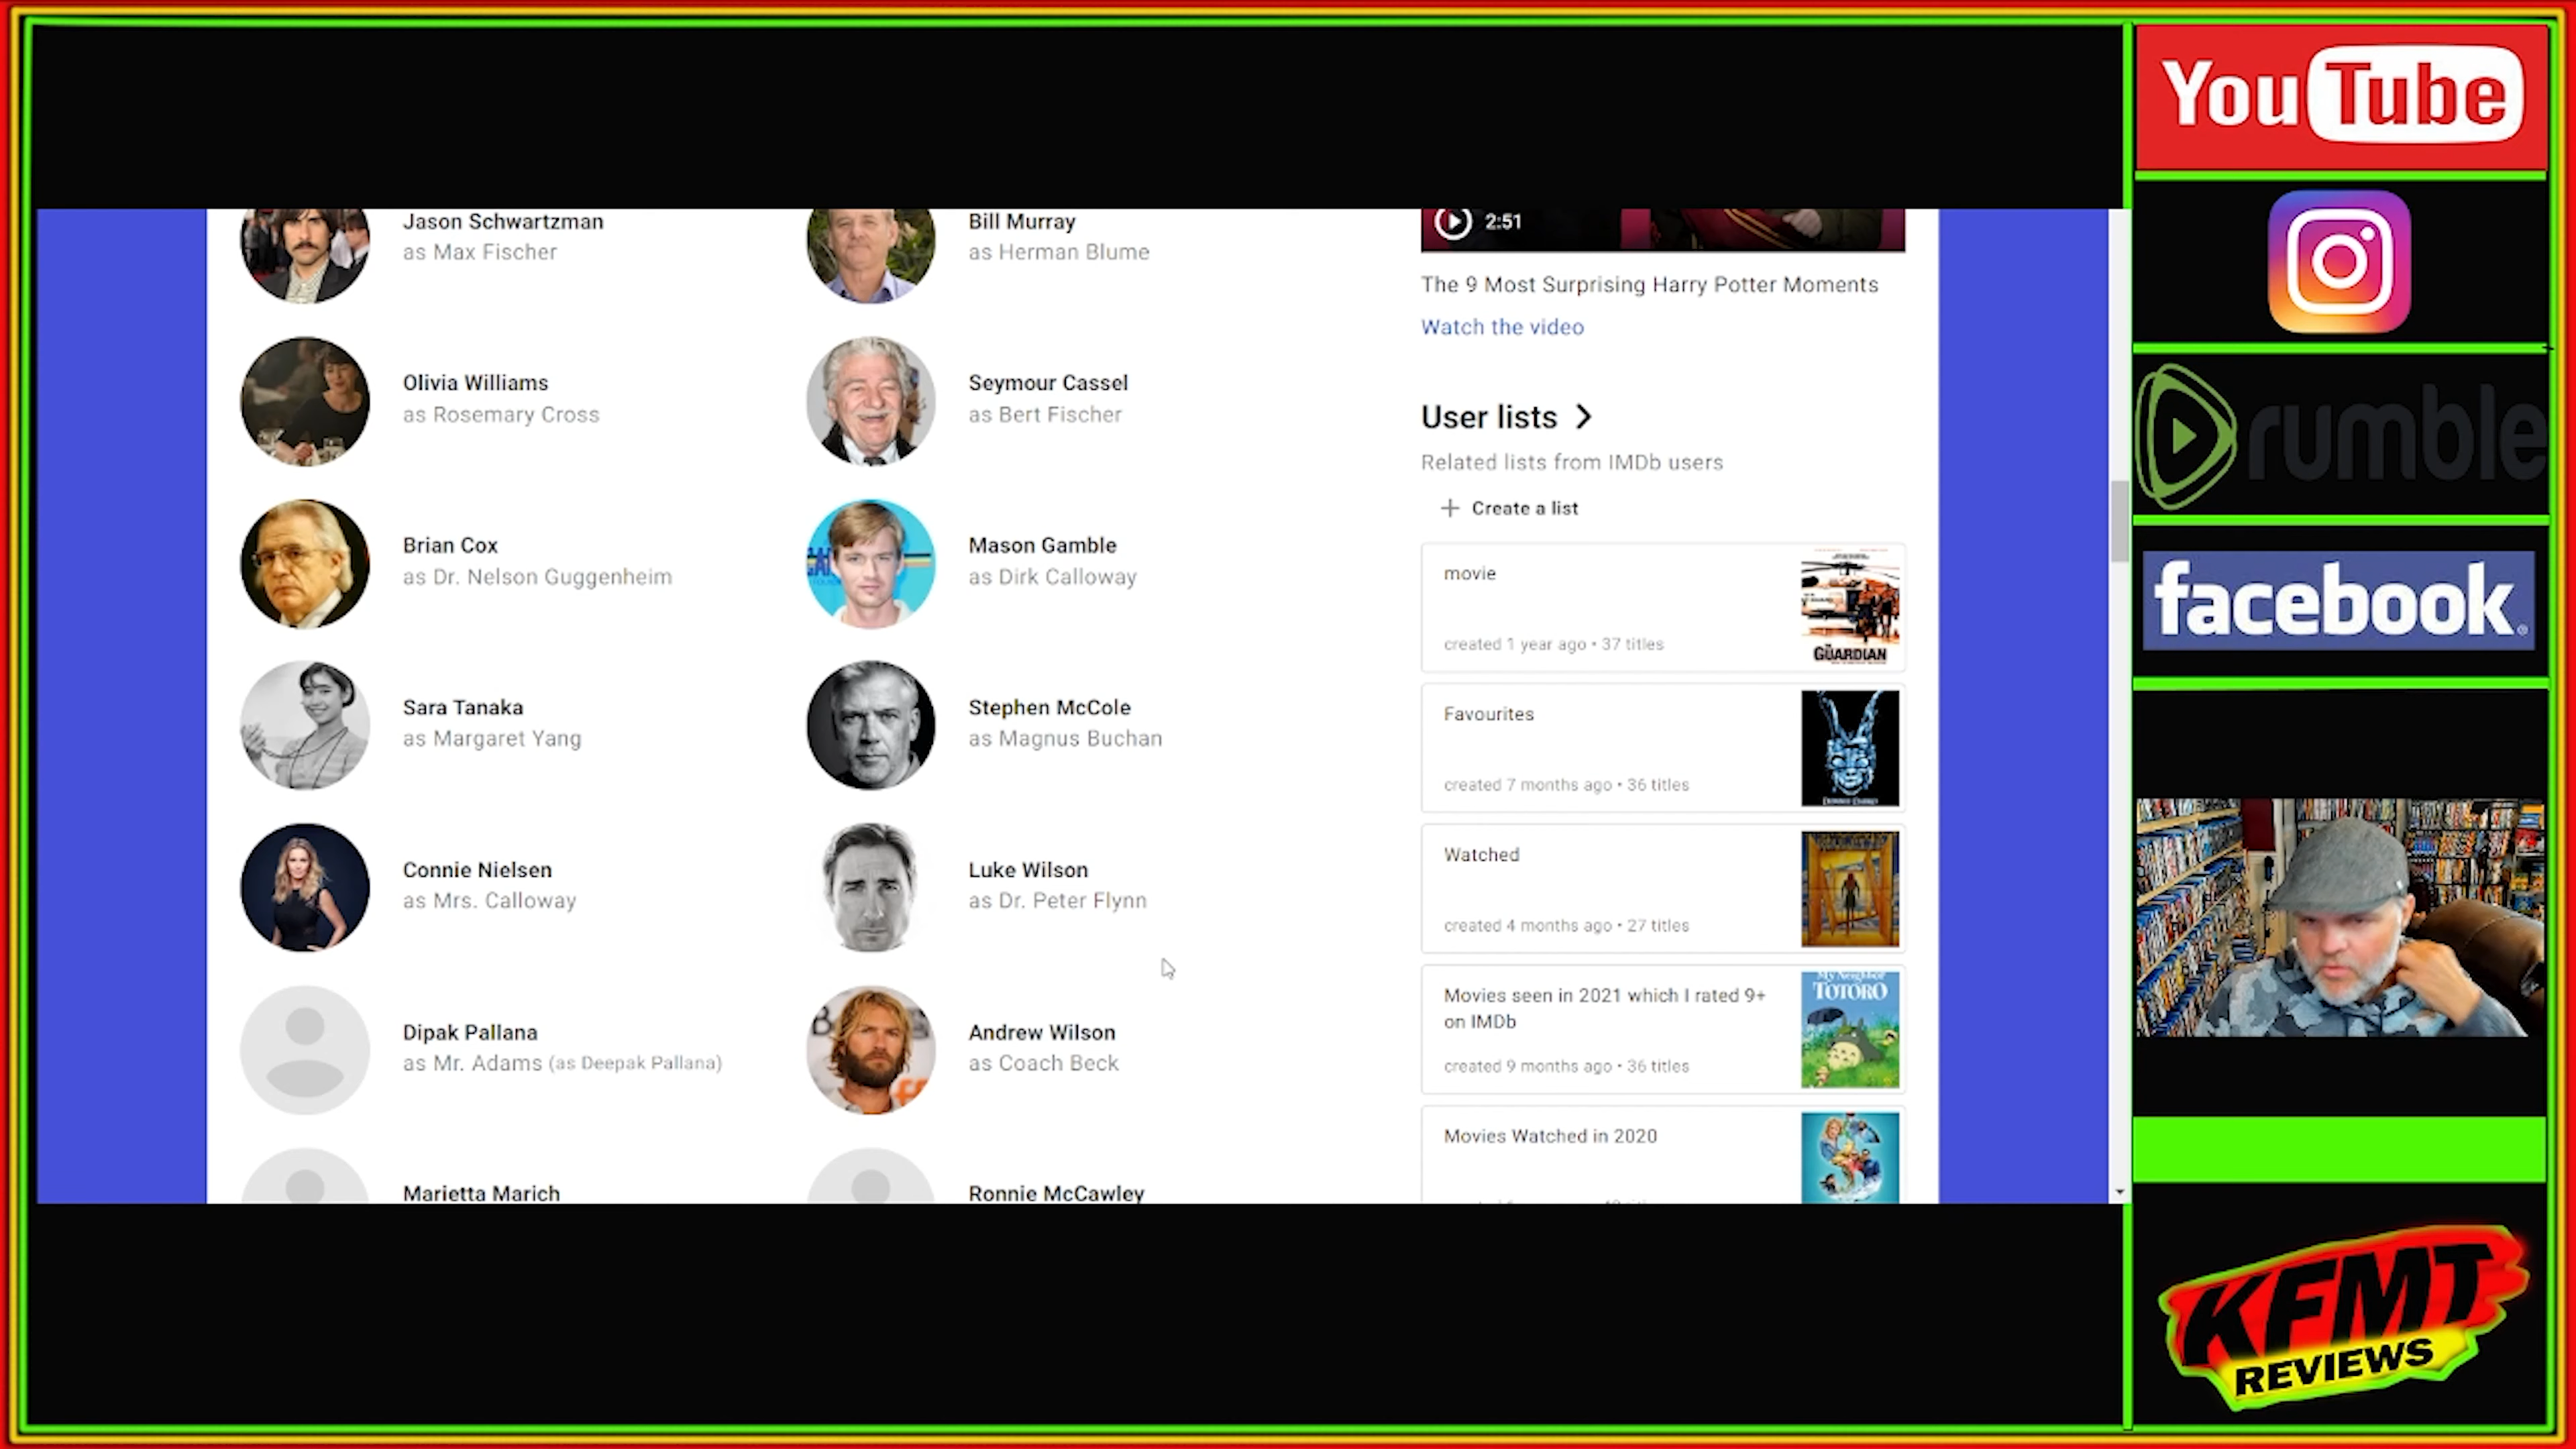 Jason Schwartzman
as Max Fischer
Bill Murray
as Herman Blume
Olivia Williams
as Rosemary Cross
Seymour Cassel
as Bert Fischer
Brian Cox
as Dr. Nelson Guggenheim
Mason Gamble
as Dirk Calloway
Sara Tanaka
as Margaret Yang
Stephen McCole
as Magnus Buchan
Connie Nielsen
as Mrs. Calloway
Luke Wilson
as Dr. Peter Flynn
Dipak Pallana
as Mr. Adams (as Deepak Pallana)
Andrew Wilson
as Coach Beck
Marietta Marich
Ronnie McCawley
2:51
The 9 Most Surprising Harry Potter Moments
Watch the video
User lists
Related lists from IMDb users
+ Create a list
movie
created 1 year ago • 37 titles
THE GUARDIAN
Favourites
created 7 months ago • 36 titles
Watched
created 4 months ago • 27 titles
Movies seen in 2021 which I rated 9+
on IMDb
created 9 months ago • 36 titles
My Neighbor
TOTORO
Movies Watched in 2020
YouTube
rumble
facebook
KFMT
REVIEWS